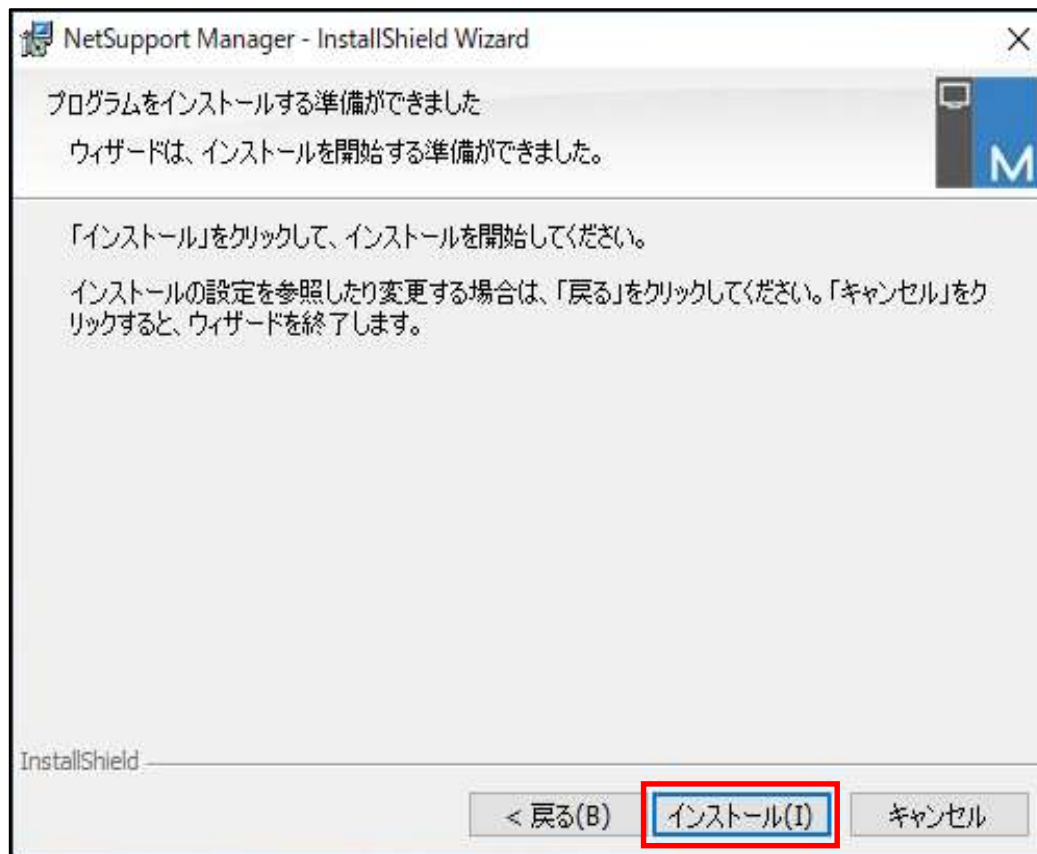 NetSupport Manager - InstallShield Wizard
プログラムをインストールする準備ができました
ウィザードは、インストールを開始する準備ができました。
M
「インストール」をクリックして、インストールを開始してください。
インストールの設定を参照したり変更する場合は、「戻る」をクリックしてください。「キャンセル」をク
リックすると、ウィザードを終了します。
InstallShield
< 戻る(B)
インストール(I)
キャンセル